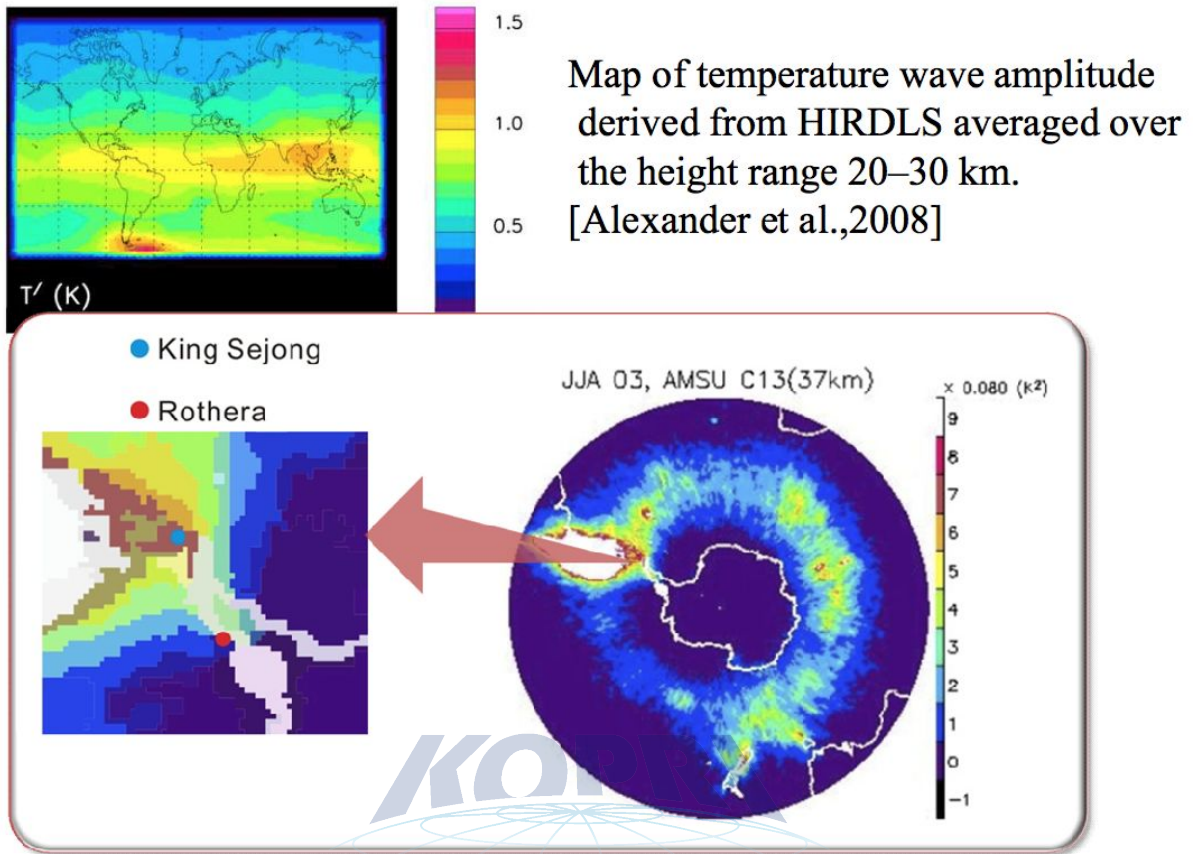 1.5
1.0
0.5
T′ (K)
Map of temperature wave amplitude
derived from HIRDLS averaged over
the height range 20–30 km.
[Alexander et al.,2008]
King Sejong
Rothera
JJA 03, AMSU C13(37km)
x 0.080 (K²)
9
8
7
6
5
4
3
2
1
0
−1
KOPRI